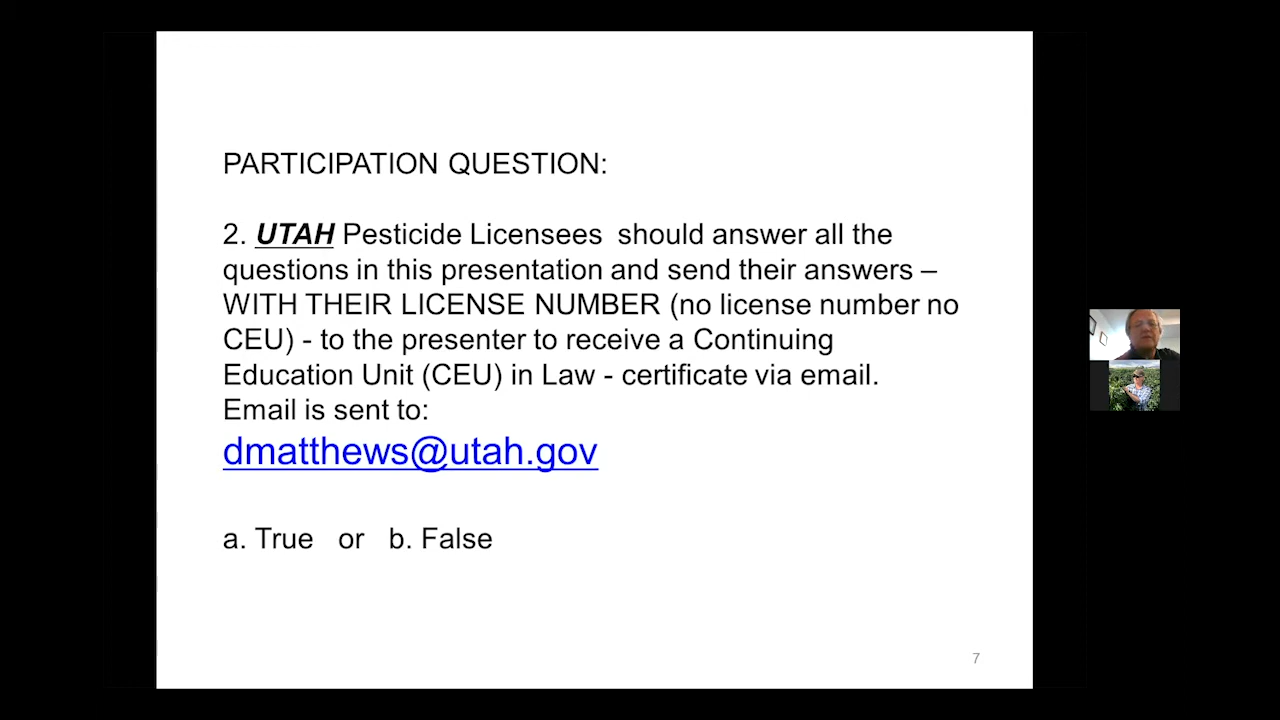 PARTICIPATION QUESTION:
2. UTAH Pesticide Licensees should answer all the
questions in this presentation and send their answers –
WITH THEIR LICENSE NUMBER (no license number no
CEU) - to the presenter to receive a Continuing
Education Unit (CEU) in Law - certificate via email.
Email is sent to:
dmatthews@utah.gov
a. True or b. False
7